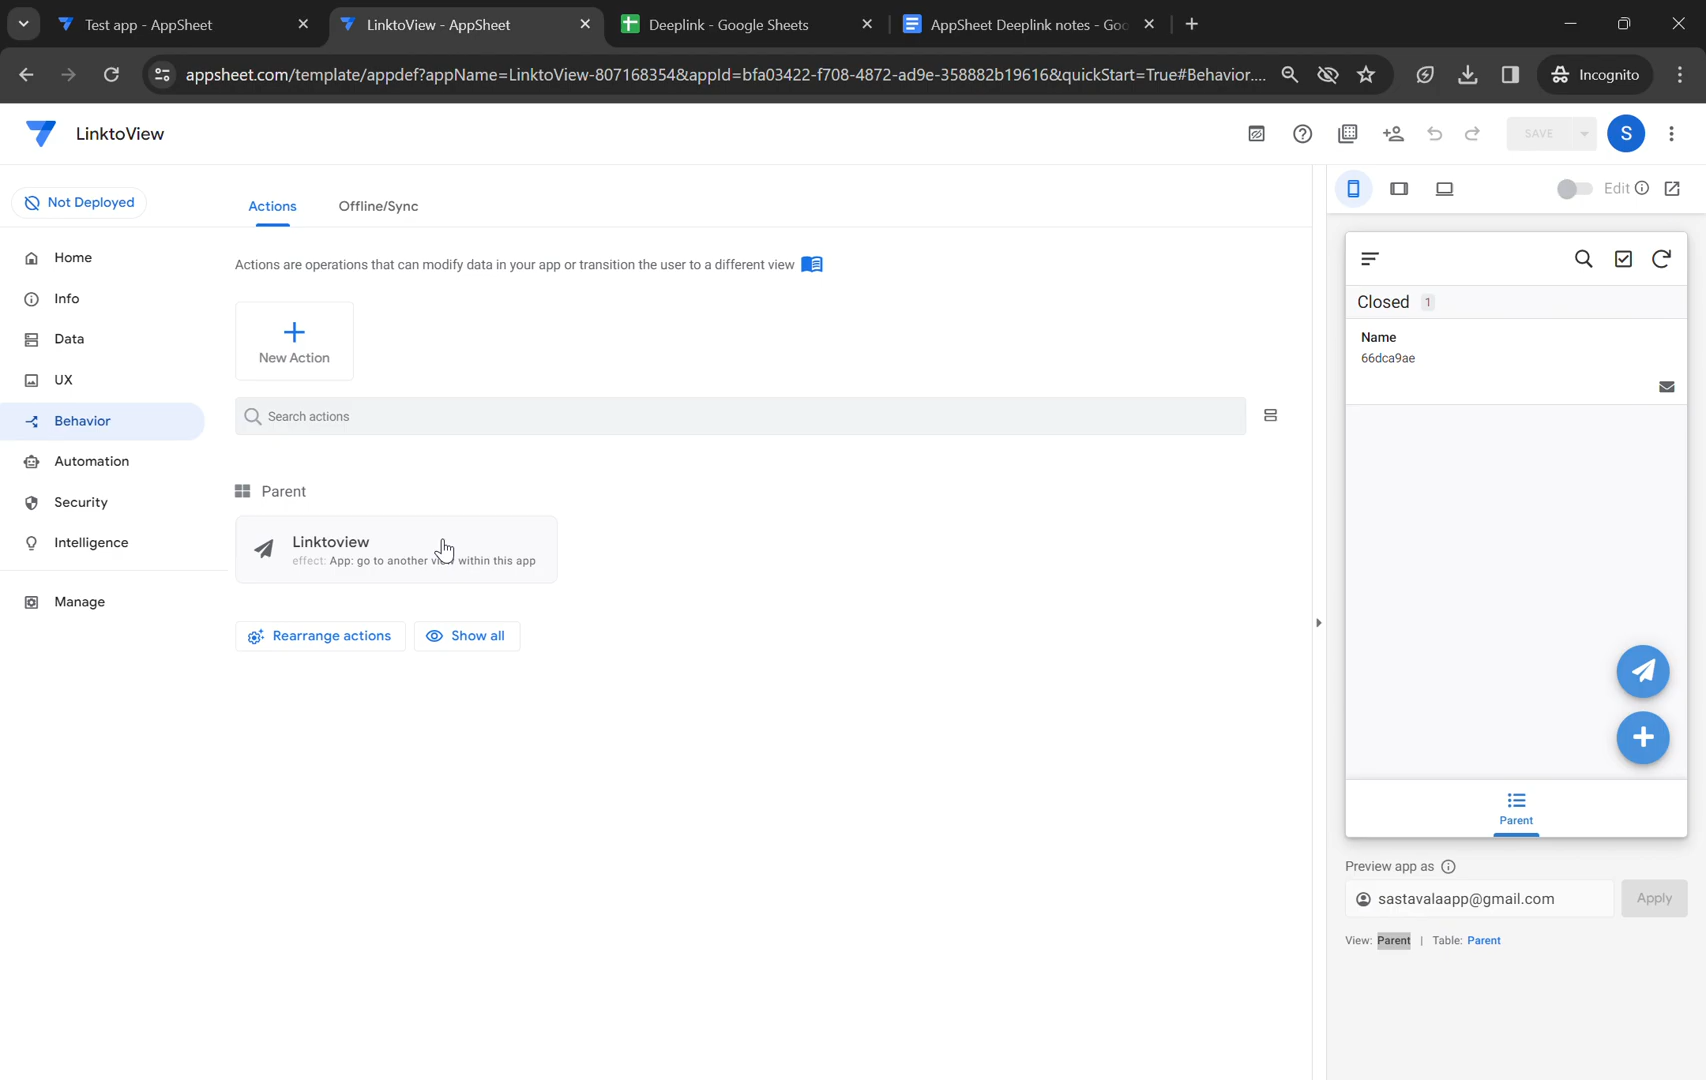 Test app - AppSheet
LinktoView - AppSheet
Deeplink - Google Sheets
AppSheet Deeplink notes - Goo
appsheet.com/template/appdef?appName=LinktoView-807168354&appId=bfa03422-f708-4872-ad9e-358882b19616&quickStart=True#Behavior....
Incognito
LinktoView
SAVE
S
Not Deployed
Actions
Offline/Sync
Edit
Home
Info
Data
UX
Behavior
Automation
Security
Intelligence
Manage
Actions are operations that can modify data in your app or transition the user to a different view
New Action
Search actions
Parent
Linktoview
effect: App: go to another view within this app
Rearrange actions
Show all
Closed 1
Name
66dca9ae
Parent
Preview app as
sastavalaapp@gmail.com
Apply
View: Parent | Table: Parent